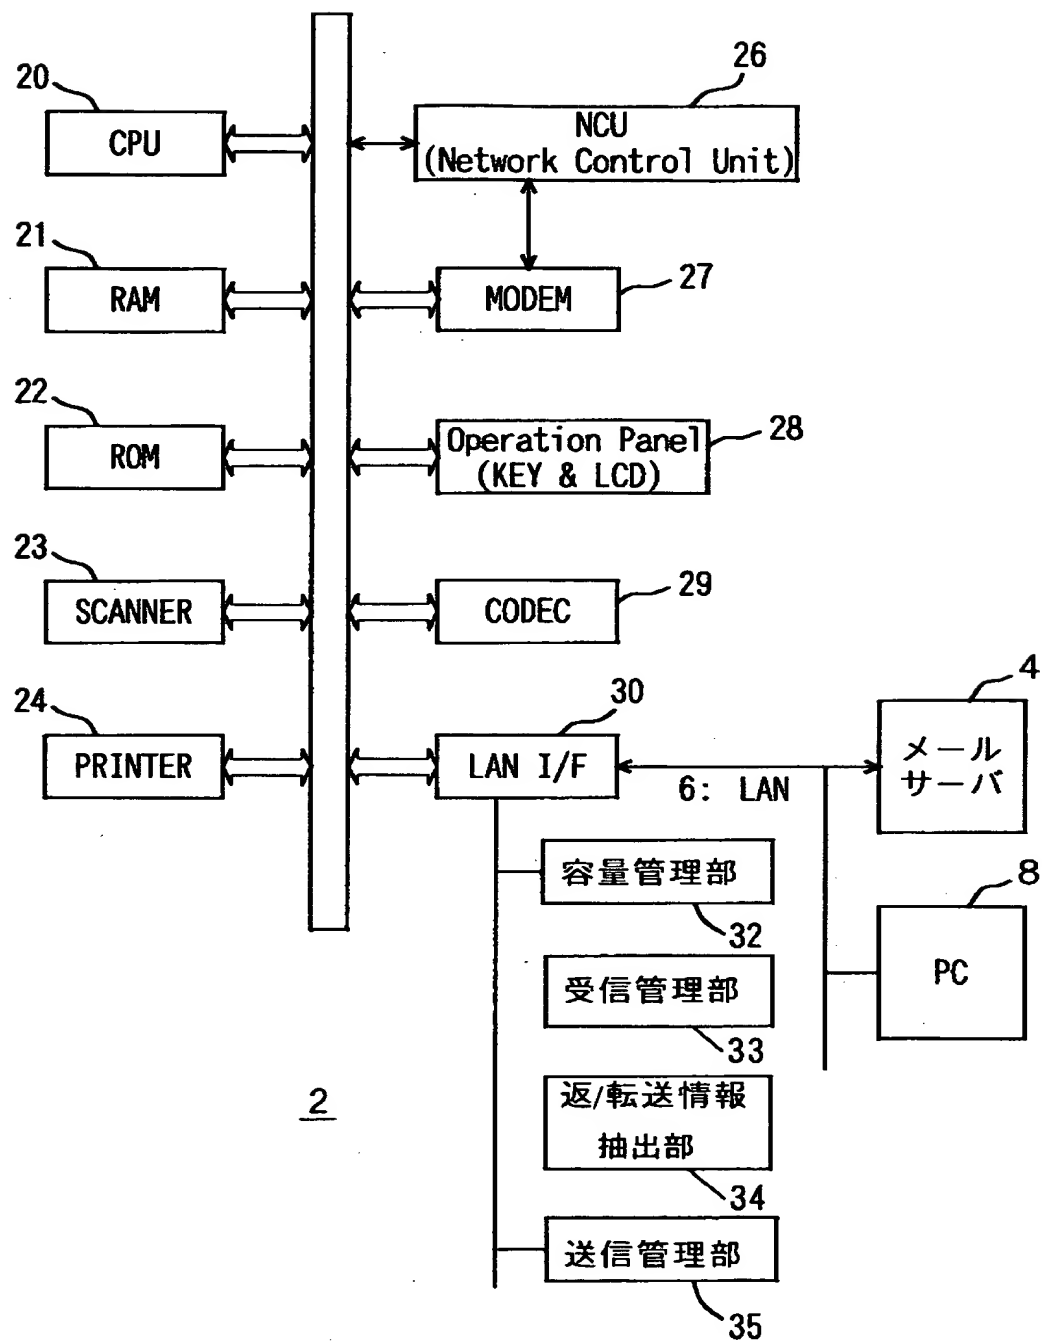 20
CPU
26
NCU
(Network Control Unit)
21
RAM
27
MODEM
22
ROM
28
Operation Panel
(KEY & LCD)
23
SCANNER
29
CODEC
24
PRINTER
30
LAN I/F
6: LAN
4
メール
サーバ
8
PC
容量管理部
32
受信管理部
33
返/転送情報
抽出部
34
送信管理部
35
2